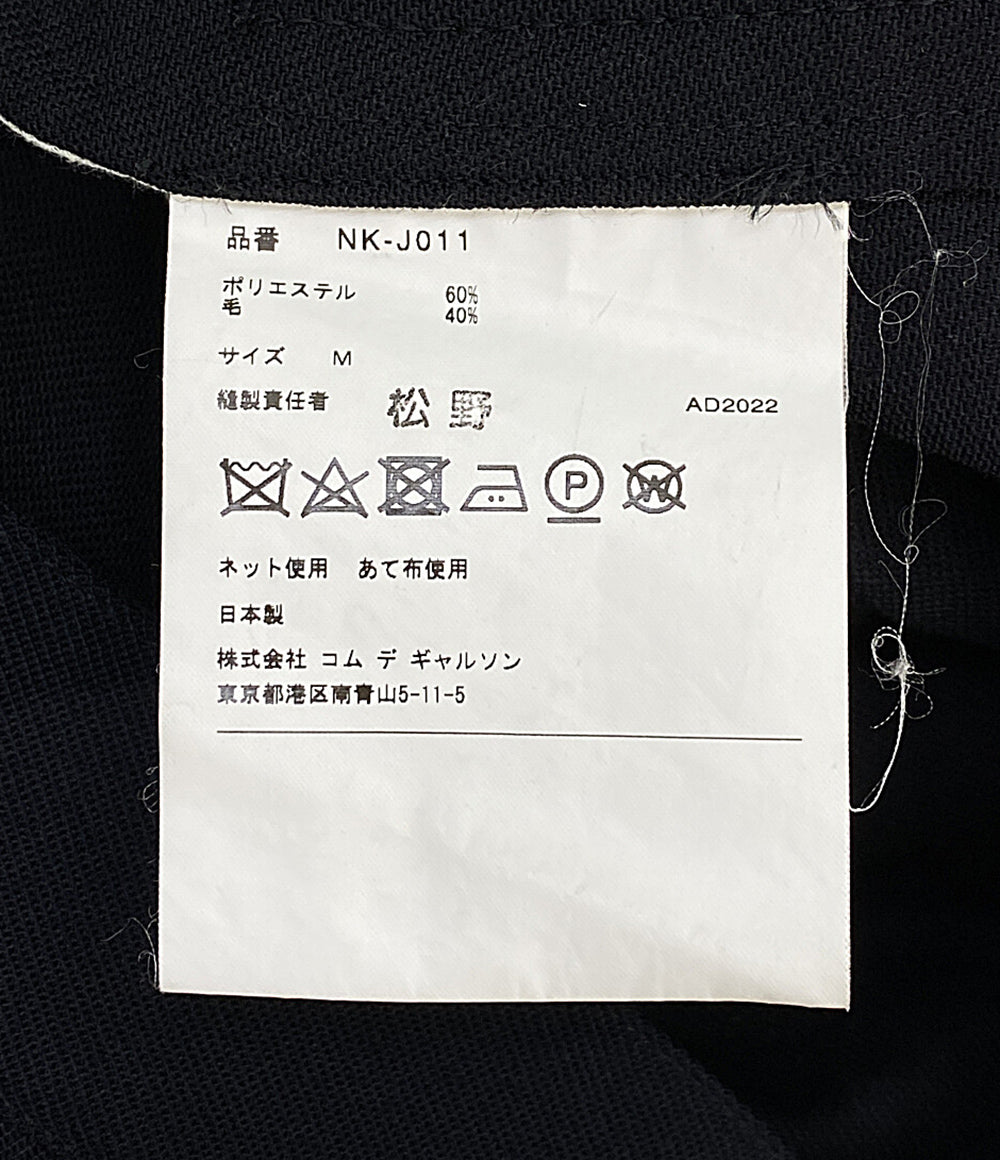 品番 NK-J011
ポリエステル 60%
毛 40%
サイズ M
縫製責任者 松野 AD2022
P W
ネット使用 あて布使用
日本製
株式会社 コム デ ギャルソン
東京都港区南青山5-11-5